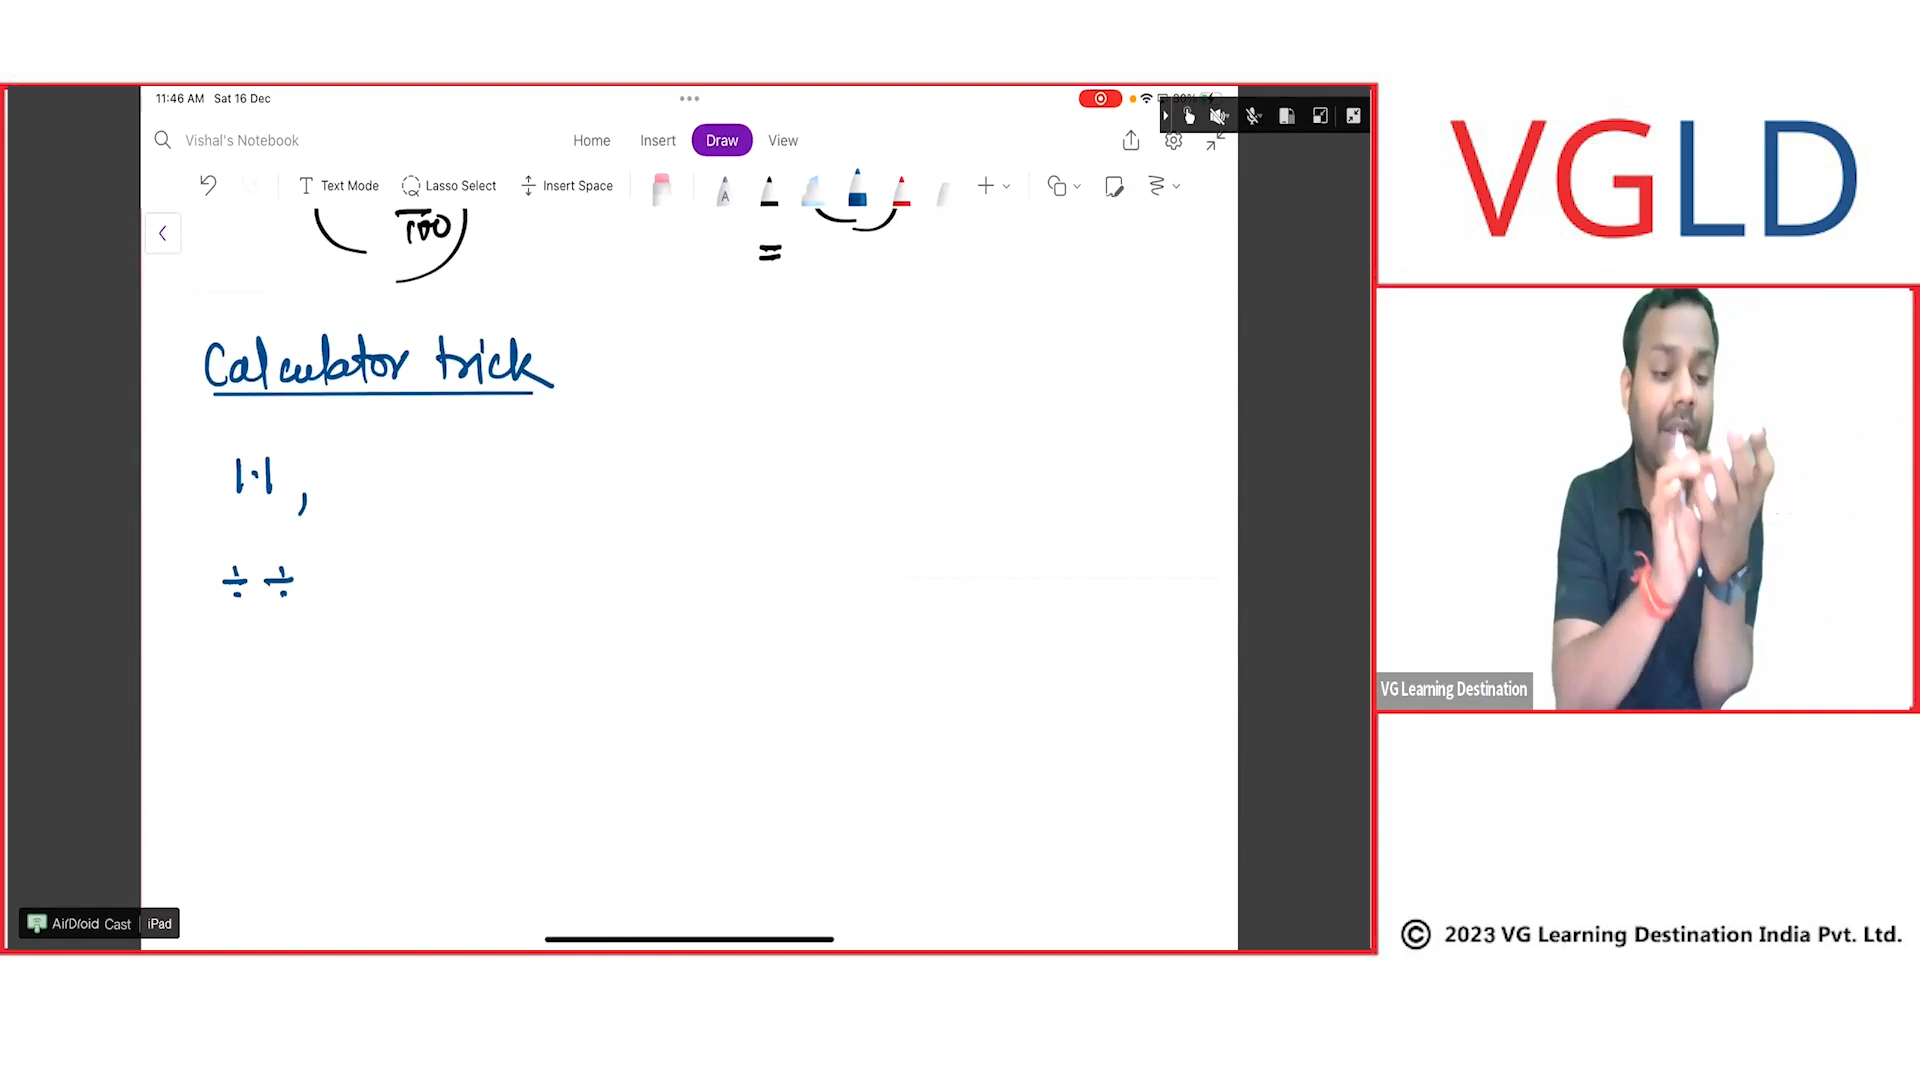 11:46 AM Sat 16 Dec
30%
Vishal's Notebook
Home Insert Draw View
Text Mode Lasso Select Insert Space
A
100
=
Calculator trick
1.1 ,
÷ ÷
AirDroid Cast iPad
VGLD
VG Learning Destination
© 2023 VG Learning Destination India Pvt. Ltd.